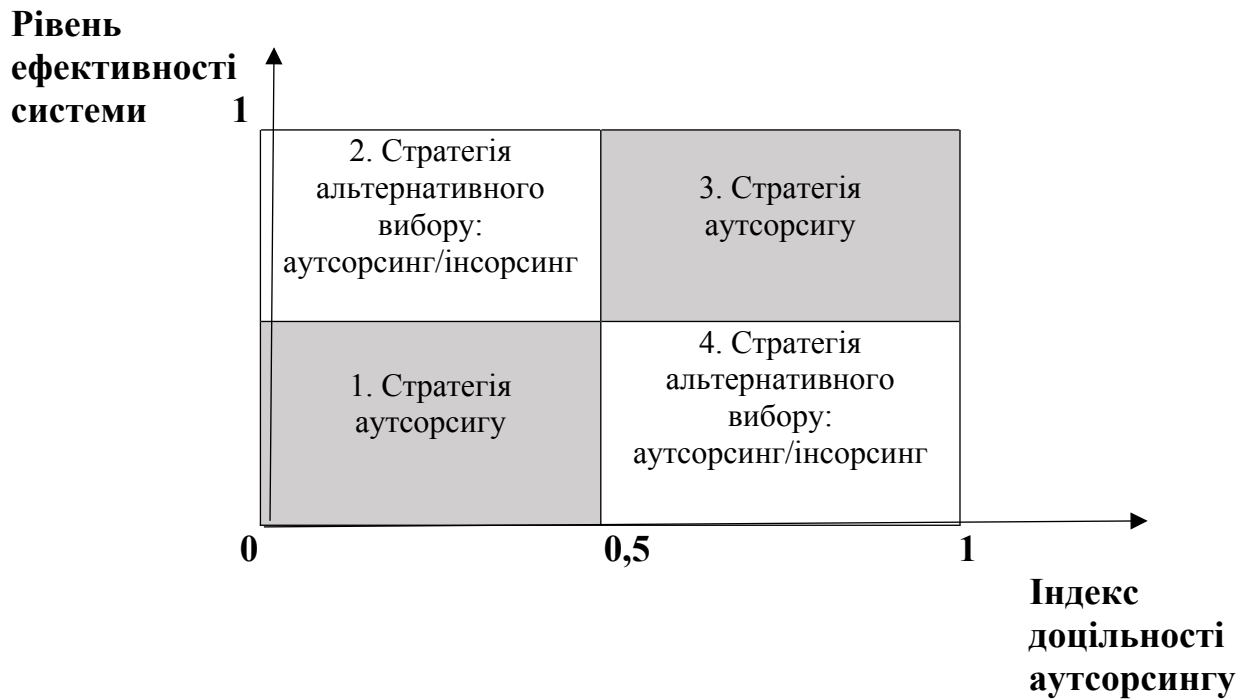 Рівень
ефективності
системи 1
2. Стратегія
альтернативного
вибору:
аутсорсинг/інсорсинг
3. Стратегія
аутсорсигу
1. Стратегія
аутсорсигу
4. Стратегія
альтернативного
вибору:
аутсорсинг/інсорсинг
0 0,5 1
Індекс
доцільності
аутсорсингу